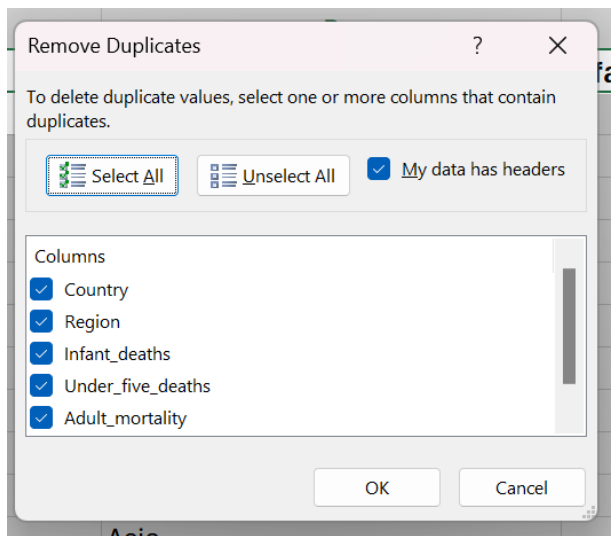 Remove Duplicates ?
To delete duplicate values, select one or more columns that contain
duplicates.
Select All Unselect All My data has headers
Columns
Country
Region
Infant_deaths
Under_five_deaths
Adult_mortality
OK Cancel